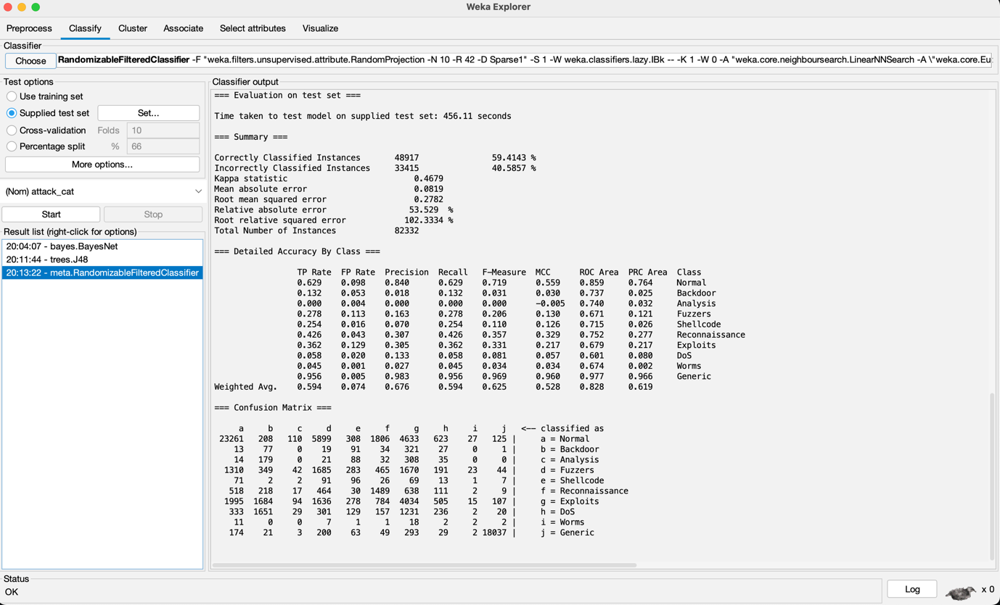 Weka Explorer
Preprocess Classify Cluster Associate Select attributes Visualize
Classifier
Choose RandomizableFilteredClassifier -F "weka.filters.unsupervised.attribute.RandomProjection -N 10 -R 42 -D Sparse1" -S 1 -W weka.classifiers.lazy.IBk -- -K 1 -W 0 -A "weka.core.neighboursearch.LinearNNSearch -A \"weka.core.Eu
Test options
Use training set
Supplied test set Set...
Cross-validation Folds 10
Percentage split % 66
More options...
(Nom) attack_cat
Start Stop
Result list (right-click for options)
20:04:07 - bayes.BayesNet
20:11:44 - trees.J48
20:13:22 - meta.RandomizableFilteredClassifier
Classifier output
=== Evaluation on test set ===
Time taken to test model on supplied test set: 456.11 seconds
=== Summary ===
Correctly Classified Instances 48917 59.4143 %
Incorrectly Classified Instances 33415 40.5857 %
Kappa statistic 0.4679
Mean absolute error 0.0819
Root mean squared error 0.2782
Relative absolute error 53.529 %
Root relative squared error 102.3334 %
Total Number of Instances 82332
=== Detailed Accuracy By Class ===
TP Rate FP Rate Precision Recall F-Measure MCC ROC Area PRC Area Class
0.629 0.098 0.840 0.629 0.719 0.559 0.859 0.764 Normal
0.132 0.053 0.018 0.132 0.031 0.030 0.737 0.025 Backdoor
0.000 0.004 0.000 0.000 0.000 -0.005 0.740 0.032 Analysis
0.278 0.113 0.163 0.278 0.206 0.130 0.671 0.121 Fuzzers
0.254 0.016 0.070 0.254 0.110 0.126 0.715 0.026 Shellcode
0.426 0.043 0.307 0.426 0.357 0.329 0.752 0.277 Reconnaissance
0.362 0.129 0.305 0.362 0.331 0.217 0.679 0.217 Exploits
0.058 0.020 0.133 0.058 0.081 0.057 0.601 0.080 DoS
0.045 0.001 0.027 0.045 0.034 0.034 0.674 0.002 Worms
0.956 0.005 0.983 0.956 0.969 0.960 0.977 0.966 Generic
Weighted Avg. 0.594 0.074 0.676 0.594 0.625 0.528 0.828 0.619
=== Confusion Matrix ===
a b c d e f g h i j <-- classified as
23261 208 110 5899 308 1806 4633 623 27 125 | a = Normal
13 77 0 19 91 34 321 27 0 1 | b = Backdoor
14 179 0 21 88 32 308 35 0 0 | c = Analysis
1310 349 42 1685 283 465 1670 191 23 44 | d = Fuzzers
71 2 2 91 96 26 69 13 1 7 | e = Shellcode
518 218 17 464 30 1489 638 111 2 9 | f = Reconnaissance
1995 1684 94 1636 278 784 4034 505 15 107 | g = Exploits
333 1651 29 301 129 157 1231 236 2 20 | h = DoS
11 0 0 7 1 1 18 2 2 2 | i = Worms
174 21 3 200 63 49 293 29 2 18037 | j = Generic
Status
OK
Log
x 0